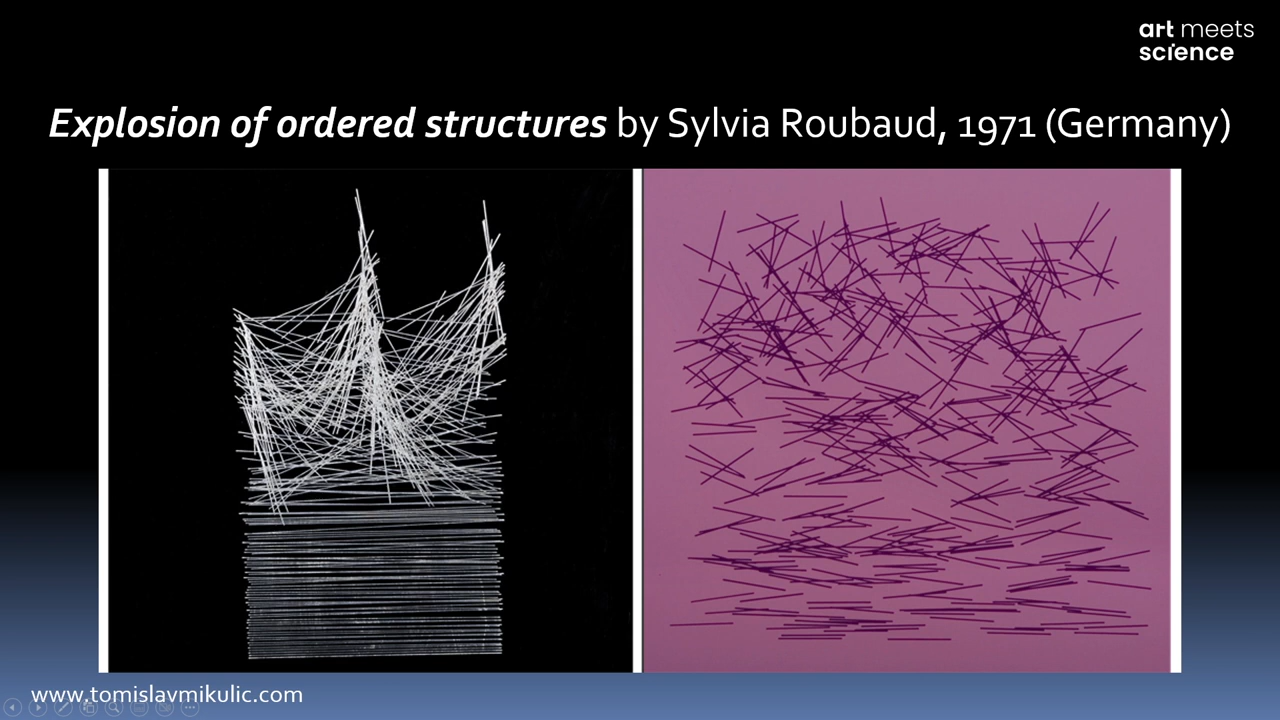 art meets
science
Explosion of ordered structures by Sylvia Roubaud, 1971 (Germany)
www.tomislavmikulic.com